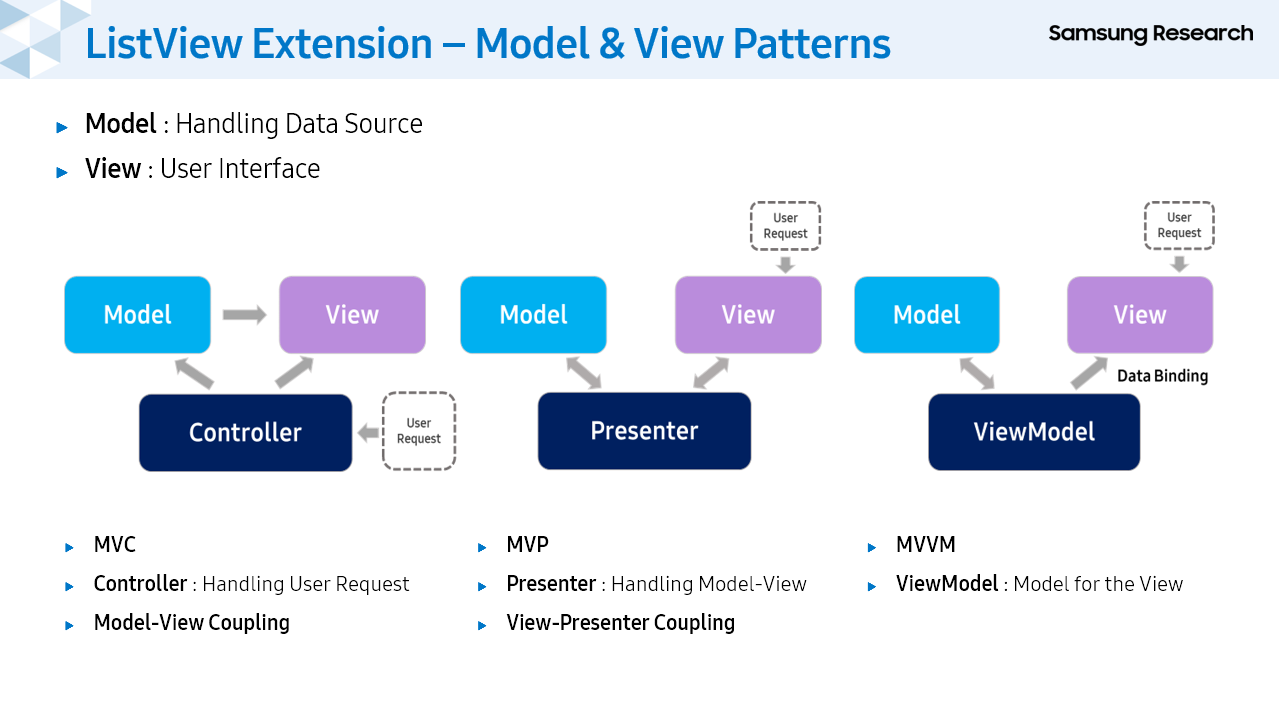 ListView Extension – Model & View Patterns
Samsung Research
Model : Handling Data Source
View : User Interface
Model
View
Controller
User
Request
User
Request
Model
View
Presenter
User
Request
Model
View
Data Binding
ViewModel
MVC
Controller : Handling User Request
Model-View Coupling
MVP
Presenter : Handling Model-View
View-Presenter Coupling
MVVM
ViewModel : Model for the View